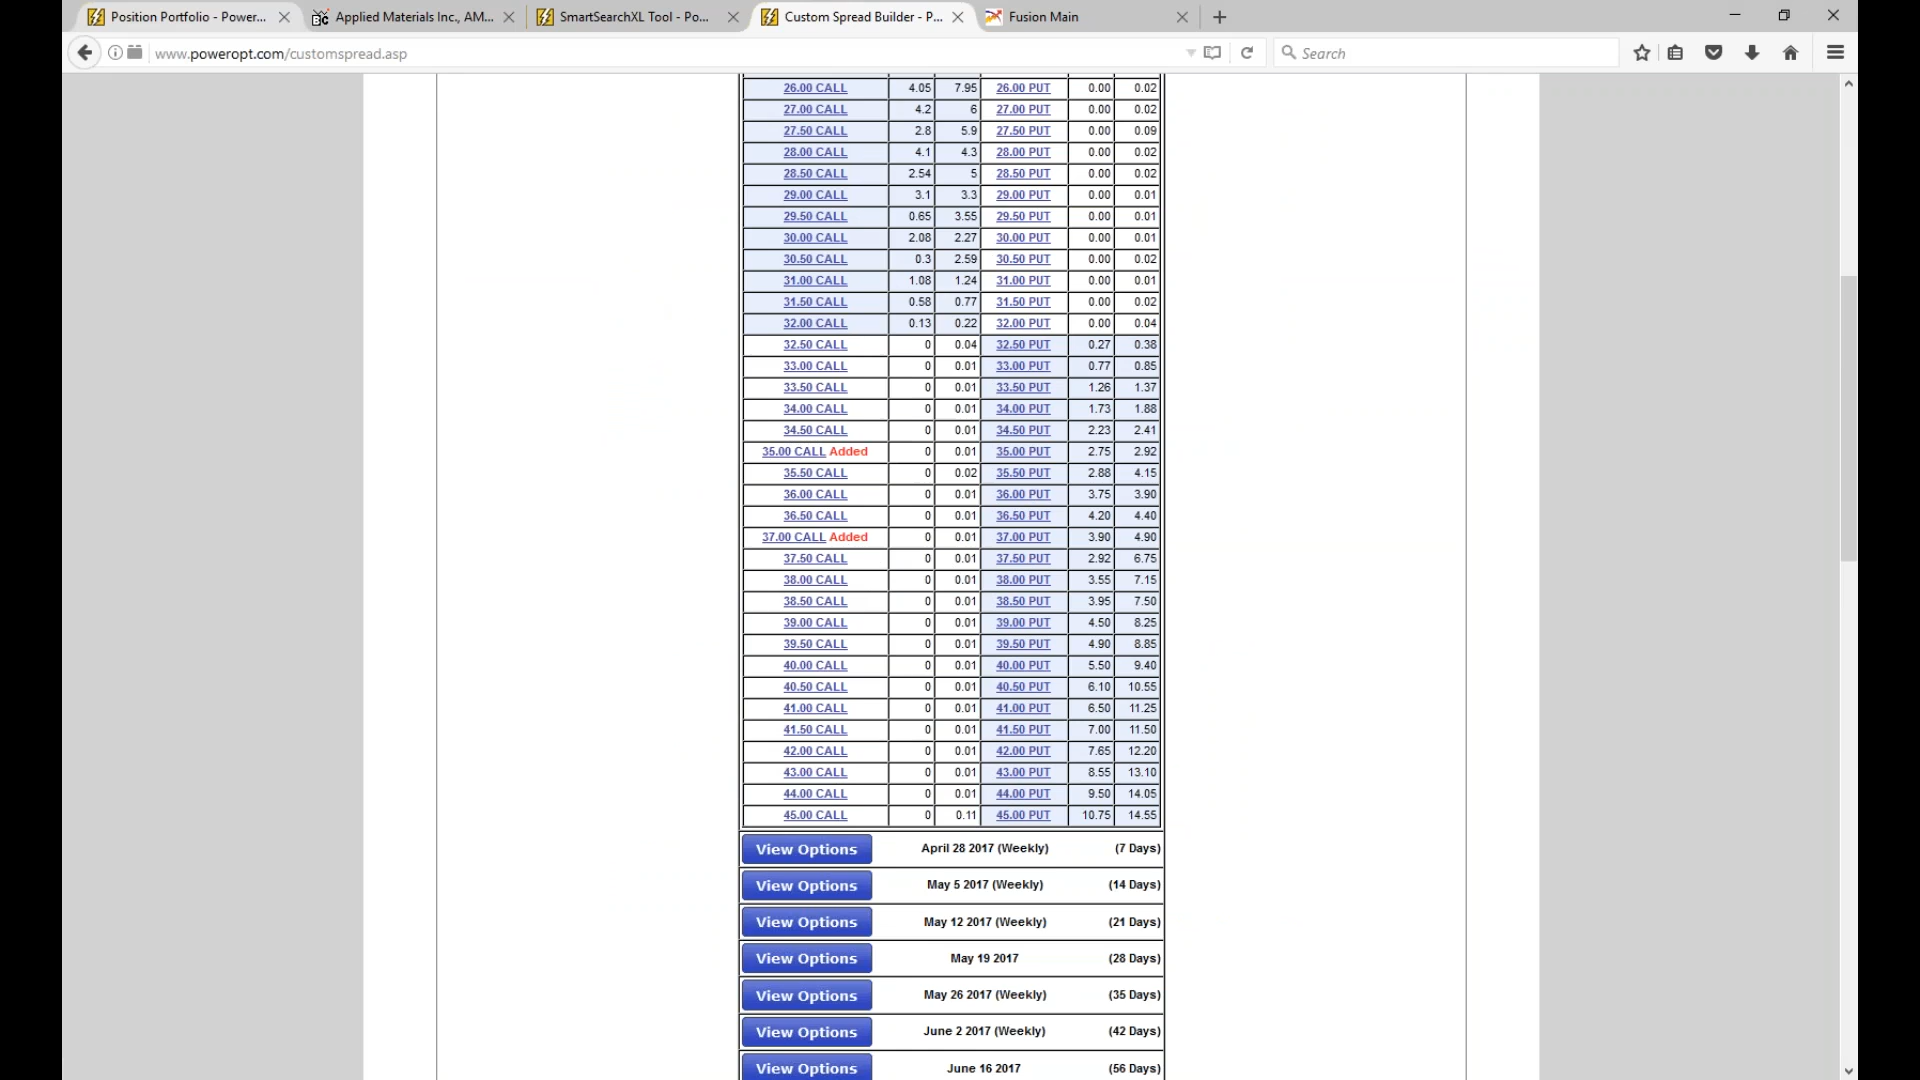 Position Portfolio - Power... Applied Materials Inc., AM... SmartSearchXL Tool - Po... Custom Spread Builder - P... Fusion Main
www.poweropt.com/customspread.asp Search
26.00 CALL 4.05 7.95 26.00 PUT 0.00 0.02
27.00 CALL 4.2 6 27.00 PUT 0.00 0.02
27.50 CALL 2.8 5.9 27.50 PUT 0.00 0.09
28.00 CALL 4.1 4.3 28.00 PUT 0.00 0.02
28.50 CALL 2.54 5 28.50 PUT 0.00 0.02
29.00 CALL 3.1 3.3 29.00 PUT 0.00 0.01
29.50 CALL 0.65 3.55 29.50 PUT 0.00 0.01
30.00 CALL 2.08 2.27 30.00 PUT 0.00 0.01
30.50 CALL 0.3 2.59 30.50 PUT 0.00 0.02
31.00 CALL 1.08 1.24 31.00 PUT 0.00 0.01
31.50 CALL 0.58 0.77 31.50 PUT 0.00 0.02
32.00 CALL 0.13 0.22 32.00 PUT 0.00 0.04
32.50 CALL 0 0.04 32.50 PUT 0.27 0.38
33.00 CALL 0 0.01 33.00 PUT 0.77 0.85
33.50 CALL 0 0.01 33.50 PUT 1.26 1.37
34.00 CALL 0 0.01 34.00 PUT 1.73 1.88
34.50 CALL 0 0.01 34.50 PUT 2.23 2.41
35.00 CALL Added 0 0.01 35.00 PUT 2.75 2.92
35.50 CALL 0 0.02 35.50 PUT 2.88 4.15
36.00 CALL 0 0.01 36.00 PUT 3.75 3.90
36.50 CALL 0 0.01 36.50 PUT 4.20 4.40
37.00 CALL Added 0 0.01 37.00 PUT 3.90 4.90
37.50 CALL 0 0.01 37.50 PUT 2.92 6.75
38.00 CALL 0 0.01 38.00 PUT 3.55 7.15
38.50 CALL 0 0.01 38.50 PUT 3.95 7.50
39.00 CALL 0 0.01 39.00 PUT 4.50 8.25
39.50 CALL 0 0.01 39.50 PUT 4.90 8.85
40.00 CALL 0 0.01 40.00 PUT 5.50 9.40
40.50 CALL 0 0.01 40.50 PUT 6.10 10.55
41.00 CALL 0 0.01 41.00 PUT 6.50 11.25
41.50 CALL 0 0.01 41.50 PUT 7.00 11.50
42.00 CALL 0 0.01 42.00 PUT 7.65 12.20
43.00 CALL 0 0.01 43.00 PUT 8.55 13.10
44.00 CALL 0 0.01 44.00 PUT 9.50 14.05
45.00 CALL 0 0.11 45.00 PUT 10.75 14.55
View Options April 28 2017 (Weekly) (7 Days)
View Options May 5 2017 (Weekly) (14 Days)
View Options May 12 2017 (Weekly) (21 Days)
View Options May 19 2017 (28 Days)
View Options May 26 2017 (Weekly) (35 Days)
View Options June 2 2017 (Weekly) (42 Days)
View Options June 16 2017 (56 Days)